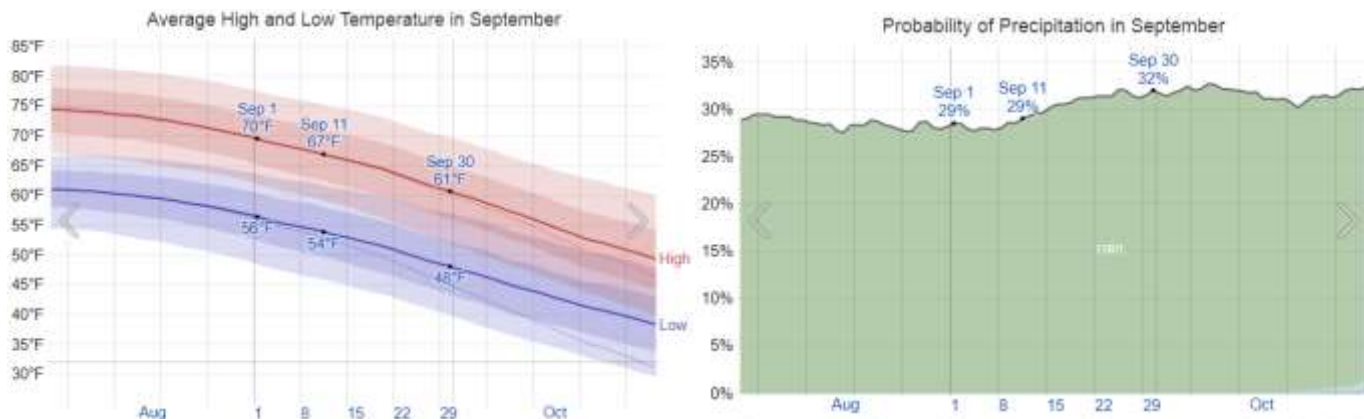 Average High and Low Temperature in September
85°F
80°F
75°F
70°F
65°F
60°F
55°F
50°F
45°F
40°F
35°F
30°F
Sep 1
70°F
Sep 11
67°F
Sep 30
61°F
56°F
54°F
48°F
High
Low
Aug 1 8 15 22 29 Oct
Probability of Precipitation in September
35%
30%
25%
20%
15%
10%
5%
0%
Sep 1
29%
Sep 11
29%
Sep 30
32%
rain
Aug 1 8 15 22 29 Oct